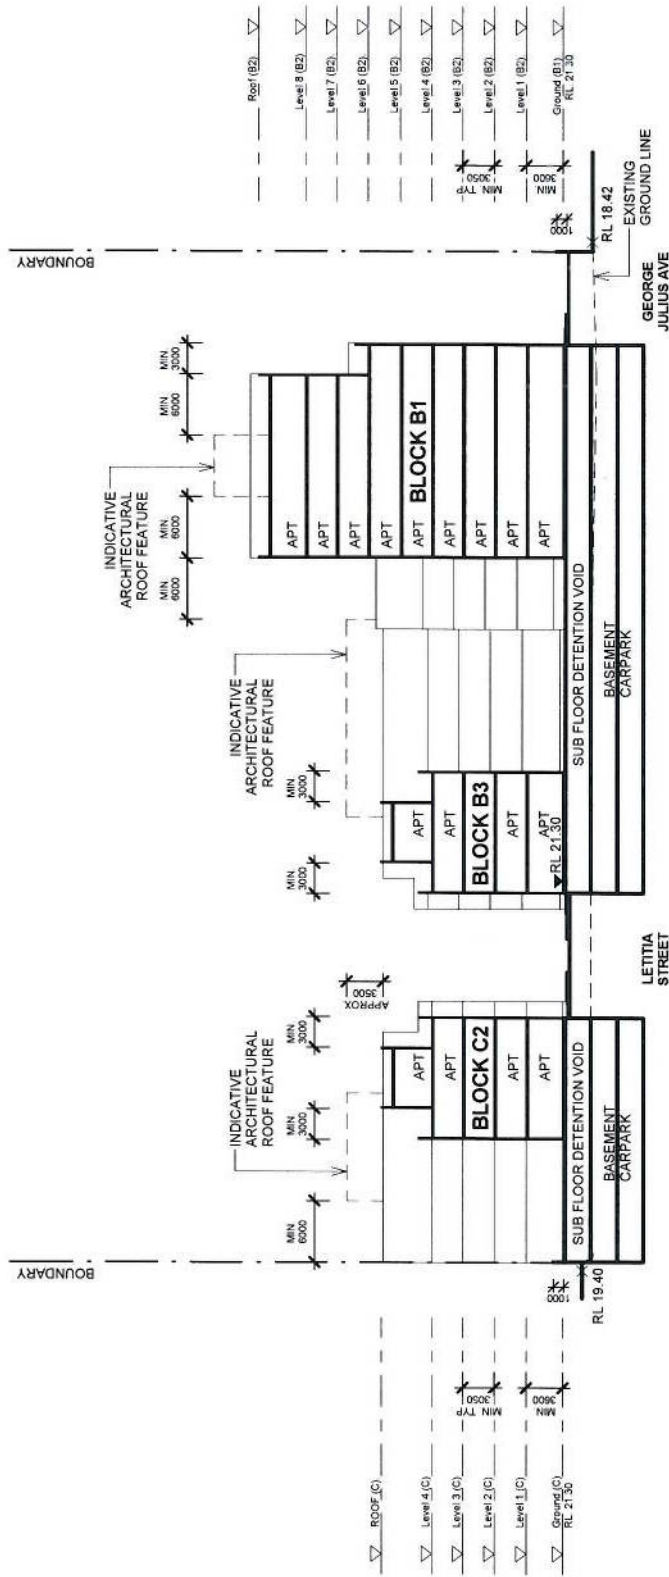 BOUNDARY
BOUNDARY
INDICATIVE
ARCHITECTURAL
ROOF FEATURE
INDICATIVE
ARCHITECTURAL
ROOF FEATURE
INDICATIVE
ARCHITECTURAL
ROOF FEATURE
MIN
6000
MIN
3000
MIN
3000
APPROX
3500
MIN
3000
MIN
3000
MIN
6000
MIN
6000
MIN
6000
MIN
3000
ROOF (C)
Level 4 (C)
Level 3 (C)
Level 2 (C)
Level 1 (C)
Ground (C)
RL 21 30
MIN TYP
3050
MIN
3600
1000
RL 19.40
APT
APT
BLOCK C2
APT
APT
SUB FLOOR DETENTION VOID
BASEMENT
CARPARK
LETITIA
STREET
APT
APT
BLOCK B3
APT
APT
RL 21.30
APT
APT
APT
APT
APT
BLOCK B1
APT
APT
APT
APT
SUB FLOOR DETENTION VOID
BASEMENT
CARPARK
GEORGE
JULIUS AVE
EXISTING
GROUND LINE
RL 18.42
1000
MIN TYP
3050
MIN
3600
Roof (B2)
Level 8 (B2)
Level 7 (B2)
Level 6 (B2)
Level 5 (B2)
Level 4 (B2)
Level 3 (B2)
Level 2 (B2)
Level 1 (B2)
Ground (B1)
RL 21 30